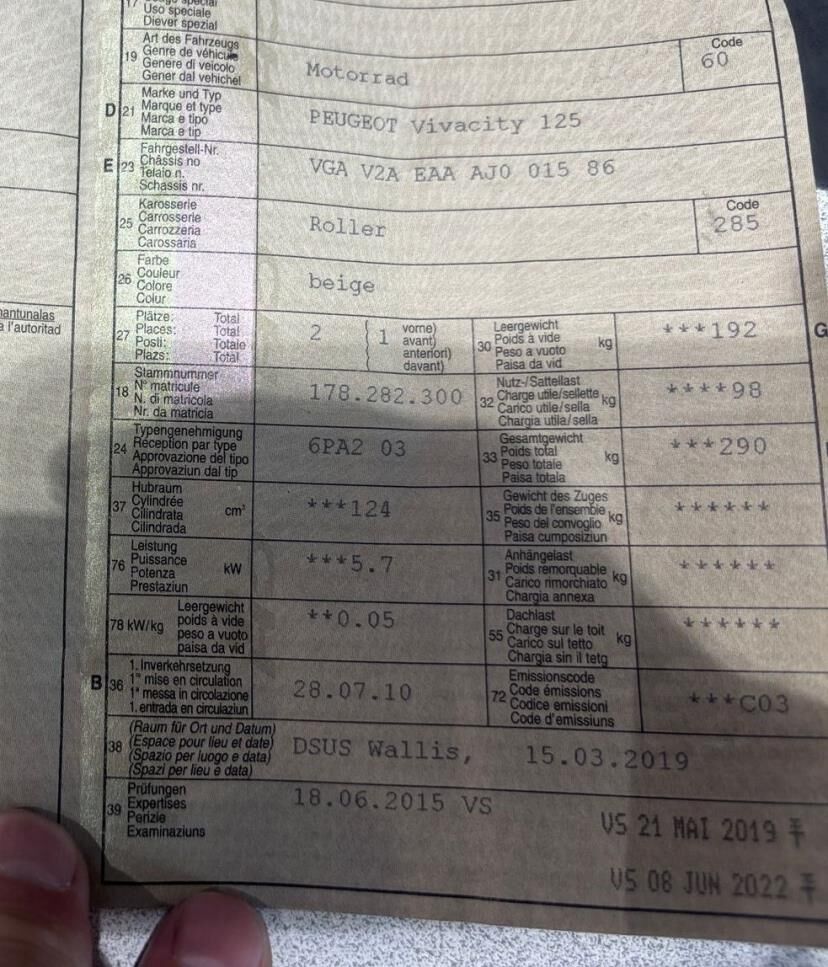 17
Uso speciale
Diever spezial
19 Art des Fahrzeugs
Genre de véhicule
Genere di veicolo
Gener dal vehichel
Motorrad
Code
60
D 21 Marke und Typ
Marque et type
Marca e tipo
Marca e tip
PEUGEOT Vivacity 125
E 23 Fahrgestell-Nr.
Châssis no
Telaio n.
Schassis nr.
VGA V2A EAA AJ0 015 86
25 Karosserie
Carrosserie
Carrozzeria
Carossaria
Roller
Code
285
26 Farbe
Couleur
Colore
Colur
beige
27 Plätze: Total
Places: Total
Posti: Totale
Plazs: Total
2 { 1 vorne)
avant)
anteriori)
davant)
30 Leergewicht
Poids à vide
Peso a vuoto
Paisa da vid
kg
***192
G
mantunalas
a l'autoritad
18 Stammnummer
N° matricule
N. di matricola
Nr. da matricla
178.282.300
32 Nutz-/Sattellast
Charge utile/sellette
Carico utile/sella
Chargia utila/sella
kg
****98
24 Typengenehmigung
Réception par type
Approvazione del tipo
Approvaziun dal tip
6PA2 03
33 Gesamtgewicht
Poids total
Peso totale
Paisa totala
kg
***290
37 Hubraum
Cylindrée
Cilindrata
Cilindrada
cm³
***124
35 Gewicht des Zuges
Poids de l'ensemble
Peso del convoglio
Paisa cumposiziun
kg
******
76 Leistung
Puissance
Potenza
Prestaziun
kW
***5.7
31 Anhängelast
Poids remorquable
Carico rimorchiato
Chargia annexa
kg
******
78 kW/kg Leergewicht
poids à vide
peso a vuoto
paisa da vid
**0.05
55 Dachlast
Charge sur le toit
Carico sul tetto
Chargia sin il tetg
kg
******
B 36 1. Inverkehrsetzung
1re mise en circulation
1a messa in circolazione
1. entrada en circulaziun
28.07.10
72 Emissionscode
Code émissions
Codice emissioni
Code d'emissiuns
***C03
38 (Raum für Ort und Datum)
(Espace pour lieu et date)
(Spazio per luogo e data)
(Spazi per lieu e data)
DSUS Wallis, 15.03.2019
39 Prüfungen
Expertises
Perizie
Examinaziuns
18.06.2015 VS
VS 21 MAI 2019
VS 08 JUN 2022